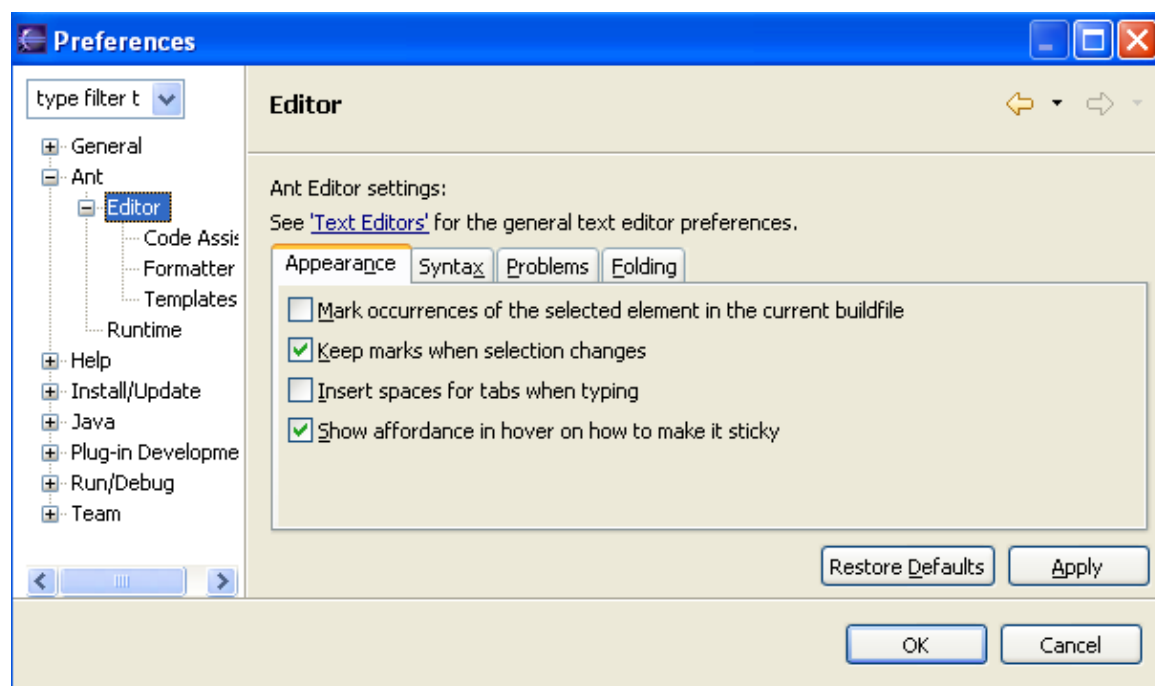 Preferences
type filter t
General
Ant
Editor
Code Assis
Formatter
Templates
Runtime
Help
Install/Update
Java
Plug-in Developme
Run/Debug
Team
Editor
Ant Editor settings:
See 'Text Editors' for the general text editor preferences.
Appearance Syntax Problems Folding
Mark occurrences of the selected element in the current buildfile
Keep marks when selection changes
Insert spaces for tabs when typing
Show affordance in hover on how to make it sticky
Restore Defaults Apply
OK Cancel